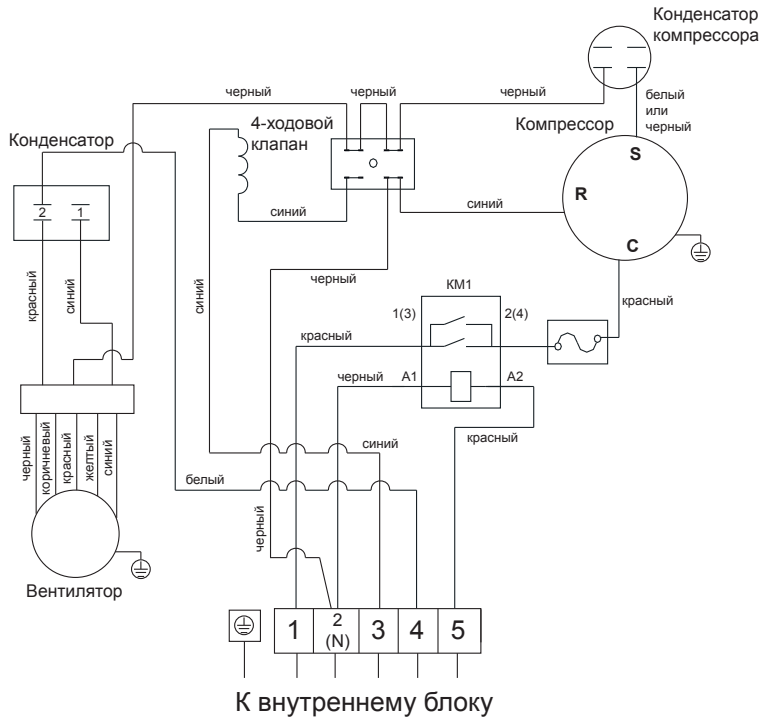 Конденсатор
компрессора
черный
черный
черный
белый
или
черный
4-ходовой
клапан
Компрессор
Конденсатор
S
R
C
2
1
синий
синий
черный
красный
синий
синий
KM1
1(3)
2(4)
красный
красный
черный
A1
A2
красный
синий
белый
черный
коричневый
красный
желтый
синий
черный
Вентилятор
1
2
(N)
3
4
5
К внутреннему блоку